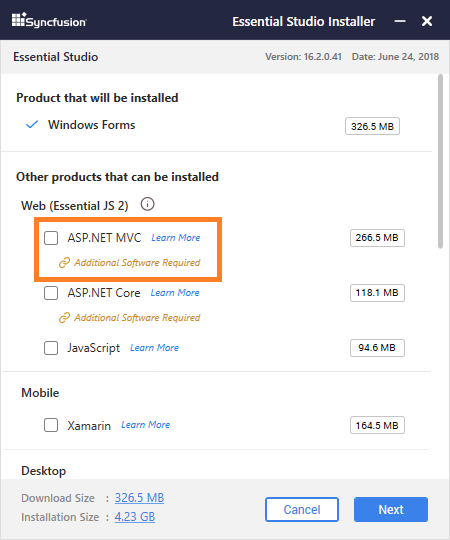 Syncfusion Essential Studio Installer
Essential Studio Version: 16.2.0.41 Date: June 24, 2018
Product that will be installed
Windows Forms 326.5 MB
Other products that can be installed
Web (Essential JS 2)
ASP.NET MVC Learn More 266.5 MB
Additional Software Required
ASP.NET Core Learn More 118.1 MB
Additional Software Required
JavaScript Learn More 94.6 MB
Mobile
Xamarin Learn More 164.5 MB
Desktop
Download Size : 326.5 MB
Installation Size : 4.23 GB
Cancel Next